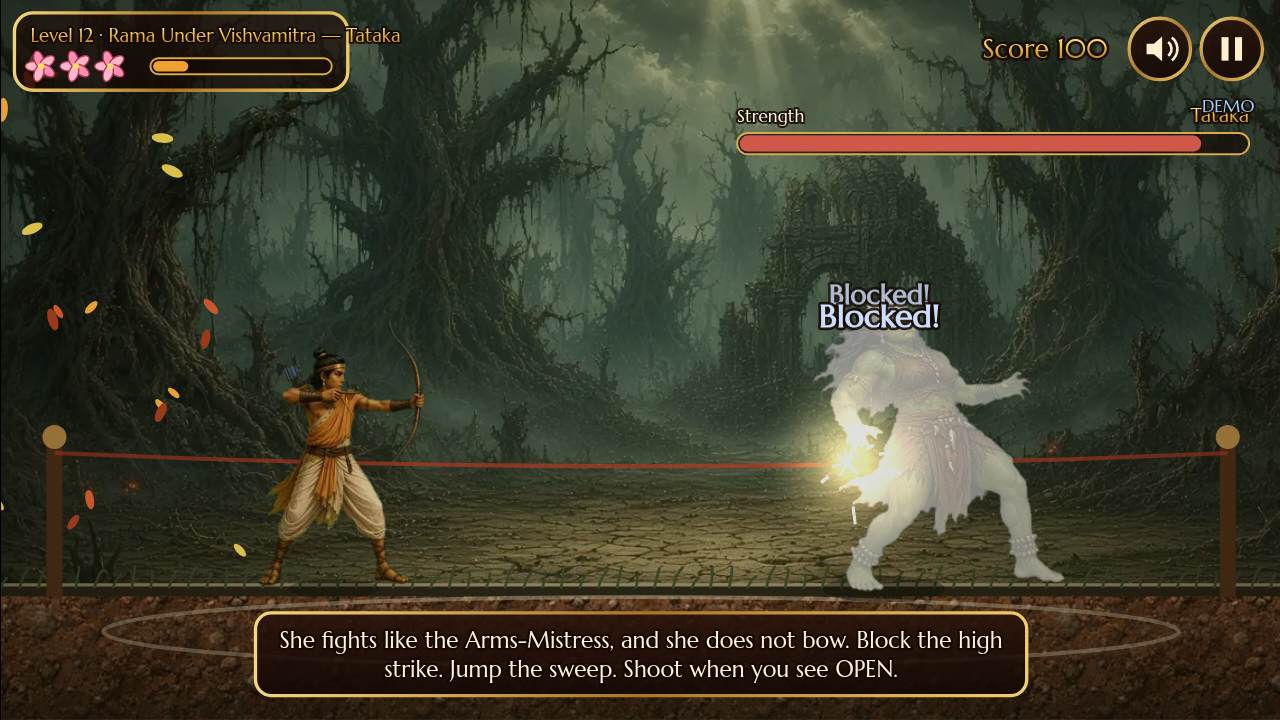 Level 12 · Rama Under Vishvamitra — Tataka
Score 100
DEMO
Strength
Tataka
Blocked!
Blocked!
She fights like the Arms-Mistress, and she does not bow. Block the high
strike. Jump the sweep. Shoot when you see OPEN.